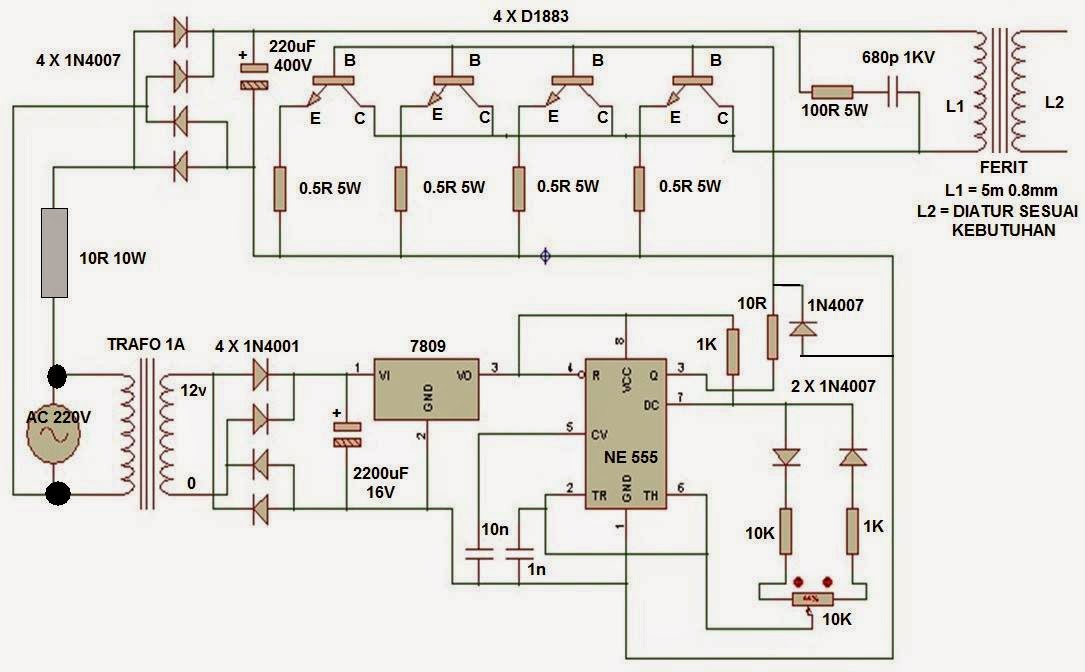 4 X D1883
4 X 1N4007
220uF
400V
+
B
B
B
B
E
C
E
C
E
C
E
C
680p 1KV
100R 5W
L1
L2
FERIT
L1 = 5m 0.8mm
L2 = DIATUR SESUAI
KEBUTUHAN
0.5R 5W
0.5R 5W
0.5R 5W
0.5R 5W
10R 10W
10R
1N4007
TRAFO 1A
4 X 1N4001
7809
1K
12v
1
VI
VO
3
GND
2
4
R
8
VCC
Q
3
DC
7
2 X 1N4007
AC 220V
+
5
CV
NE 555
0
2200uF
16V
2
TR
GND
TH
6
1
10n
1n
10K
1K
44%
10K